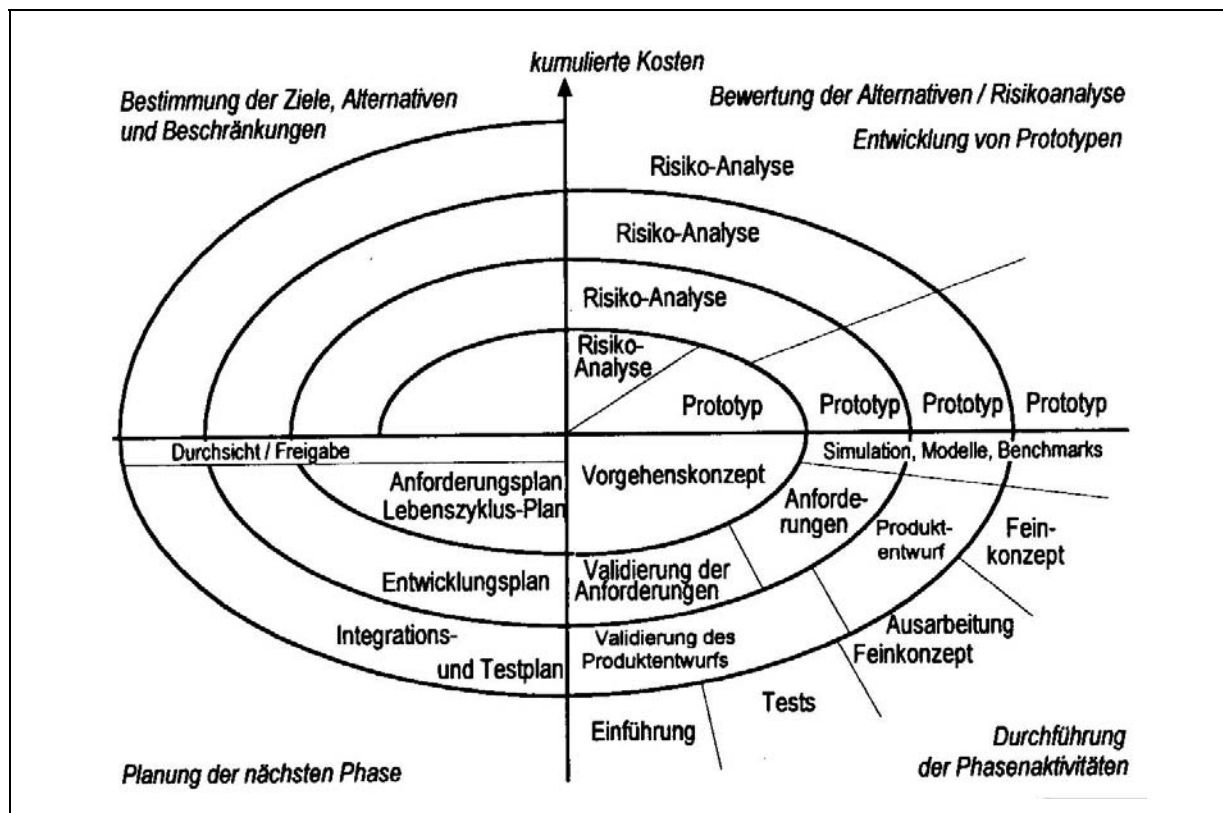 kumulierte Kosten
Bestimmung der Ziele, Alternativen
und Beschränkungen
Bewertung der Alternativen / Risikoanalyse
Entwicklung von Prototypen
Risiko-Analyse
Risiko-Analyse
Risiko-Analyse
Risiko-
Analyse
Prototyp
Prototyp
Prototyp
Prototyp
Durchsicht / Freigabe
Simulation, Modelle, Benchmarks
Anforderungsplan
Lebenszyklus-Plan
Vorgehenskonzept
Anforde-
rungen
Produkt-
entwurf
Fein-
konzept
Entwicklungsplan
Validierung der
Anforderungen
Integrations-
und Testplan
Validierung des
Produktentwurfs
Ausarbeitung
Feinkonzept
Tests
Einführung
Planung der nächsten Phase
Durchführung
der Phasenaktivitäten